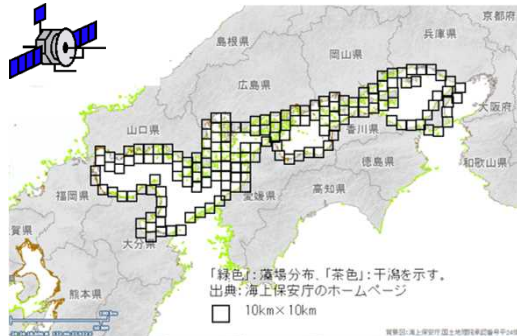 京都府
兵庫県
島根県
岡山県
広島県
大阪府
山口県
香川県
徳島県
和歌山県
福岡県
愛媛県
高知県
大分県
賀県
熊本県
「緑色」:藻場分布、「茶色」:干潟を示す。
出典:海上保安庁のホームページ
10km×10km